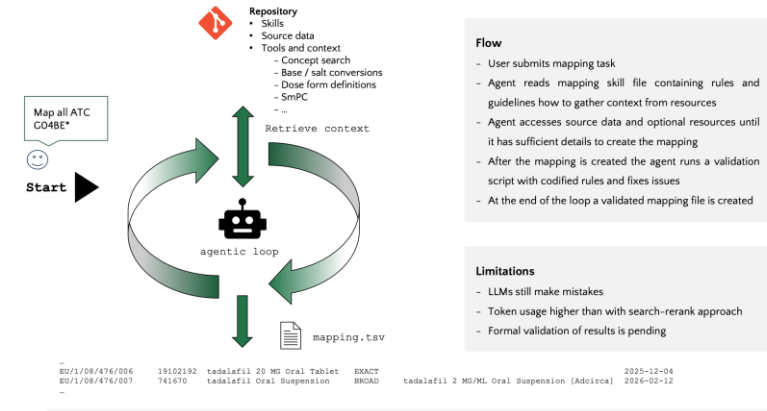 Repository
• Skills
• Source data
• Tools and context
– Concept search
– Base / salt conversions
– Dose form definitions
– SmPC
– ...
Retrieve context
Map all ATC
G04BE*
Start
agentic loop
mapping.tsv
Flow
– User submits mapping task
– Agent reads mapping skill file containing rules and
guidelines how to gather context from resources
– Agent accesses source data and optional resources until
it has sufficient details to create the mapping
– After the mapping is created the agent runs a validation
script with codified rules and fixes issues
– At the end of the loop a validated mapping file is created
Limitations
– LLMs still make mistakes
– Token usage higher than with search-rerank approach
– Formal validation of results is pending
...
EU/1/08/476/006 19102192 tadalafil 20 MG Oral Tablet EXACT 2025-12-04
EU/1/08/476/007 741670 tadalafil Oral Suspension BROAD tadalafil 2 MG/ML Oral Suspension [Adcirca] 2026-02-12
...